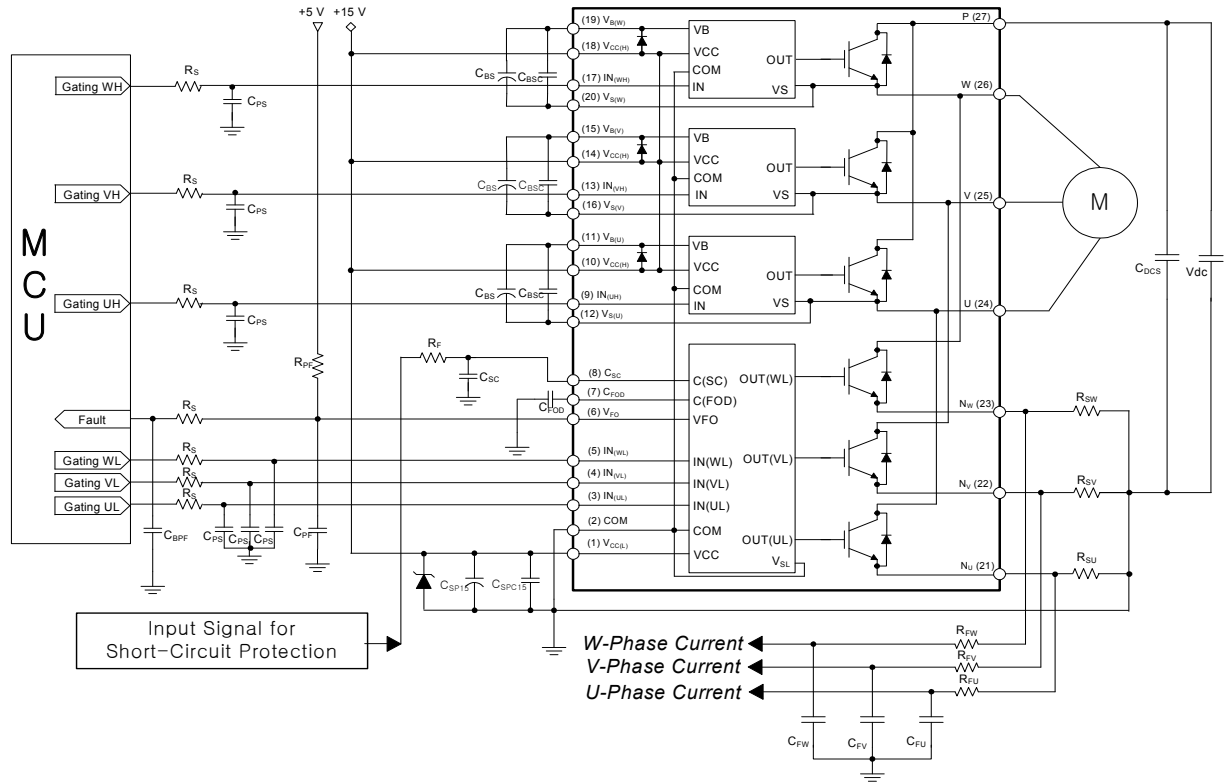 +5 V
+15 V
MCU
Gating WH
Gating VH
Gating UH
Fault
Gating WL
Gating VL
Gating UL
RS
CPS
RS
CPS
RS
CPS
RS
RS
RS
RS
CBPF
CPS
CPS
CPS
RPF
CPF
RF
CSC
CFOD
CSP15
CSPC15
CBS
CBSC
CBS
CBSC
CBS
CBSC
(19) VB(W)
(18) VCC(H)
(17) IN(WH)
(20) VS(W)
(15) VB(V)
(14) VCC(H)
(13) IN(VH)
(16) VS(V)
(11) VB(U)
(10) VCC(H)
(9) IN(UH)
(12) VS(U)
(8) CSC
(7) CFOD
(6) VFO
(5) IN(WL)
(4) IN(VL)
(3) IN(UL)
(2) COM
(1) VCC(L)
VB
VCC
COM
IN
OUT
VS
VB
VCC
COM
IN
OUT
VS
VB
VCC
COM
IN
OUT
VS
C(SC)
C(FOD)
VFO
IN(WL)
IN(VL)
IN(UL)
COM
VCC
OUT(WL)
OUT(VL)
OUT(UL)
VSL
P (27)
W (26)
V (25)
U (24)
NW (23)
NV (22)
NU (21)
M
CDCS
Vdc
RSW
RSV
RSU
Input Signal for
Short-Circuit Protection
W-Phase Current
V-Phase Current
U-Phase Current
RFW
RFV
RFU
CFW
CFV
CFU